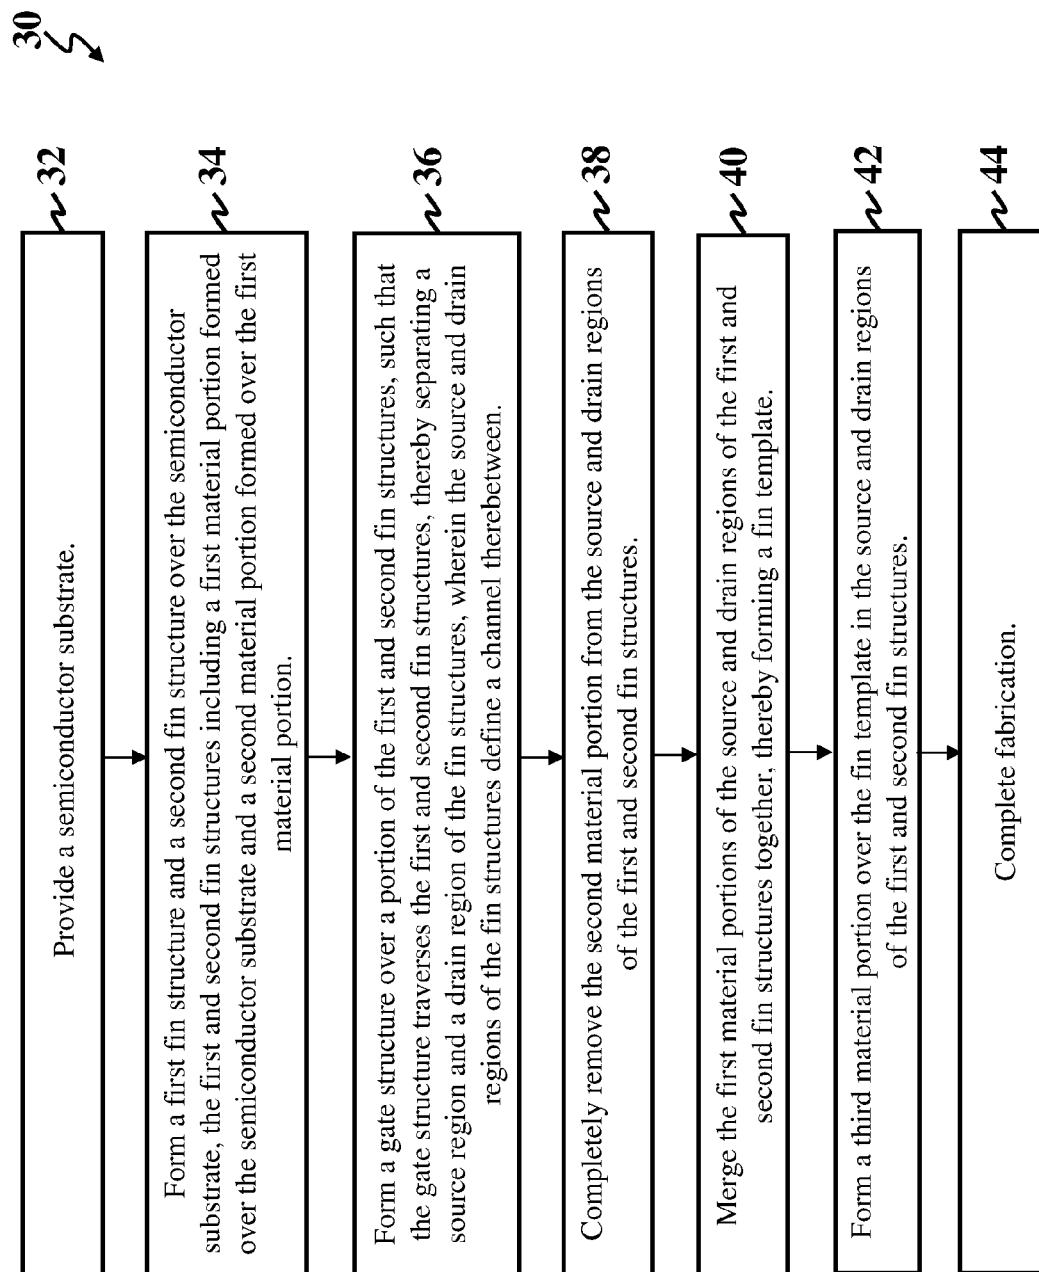 30
Provide a semiconductor substrate.
32
Form a first fin structure and a second fin structure over the semiconductor
substrate, the first and second fin structures including a first material portion formed
over the semiconductor substrate and a second material portion formed over the first
material portion.
34
Form a gate structure over a portion of the first and second fin structures, such that
the gate structure traverses the first and second fin structures, thereby separating a
source region and a drain region of the fin structures, wherein the source and drain
regions of the fin structures define a channel therebetween.
36
Completely remove the second material portion from the source and drain regions
of the first and second fin structures.
38
Merge the first material portions of the source and drain regions of the first and
second fin structures together, thereby forming a fin template.
40
Form a third material portion over the fin template in the source and drain regions
of the first and second fin structures.
42
Complete fabrication.
44